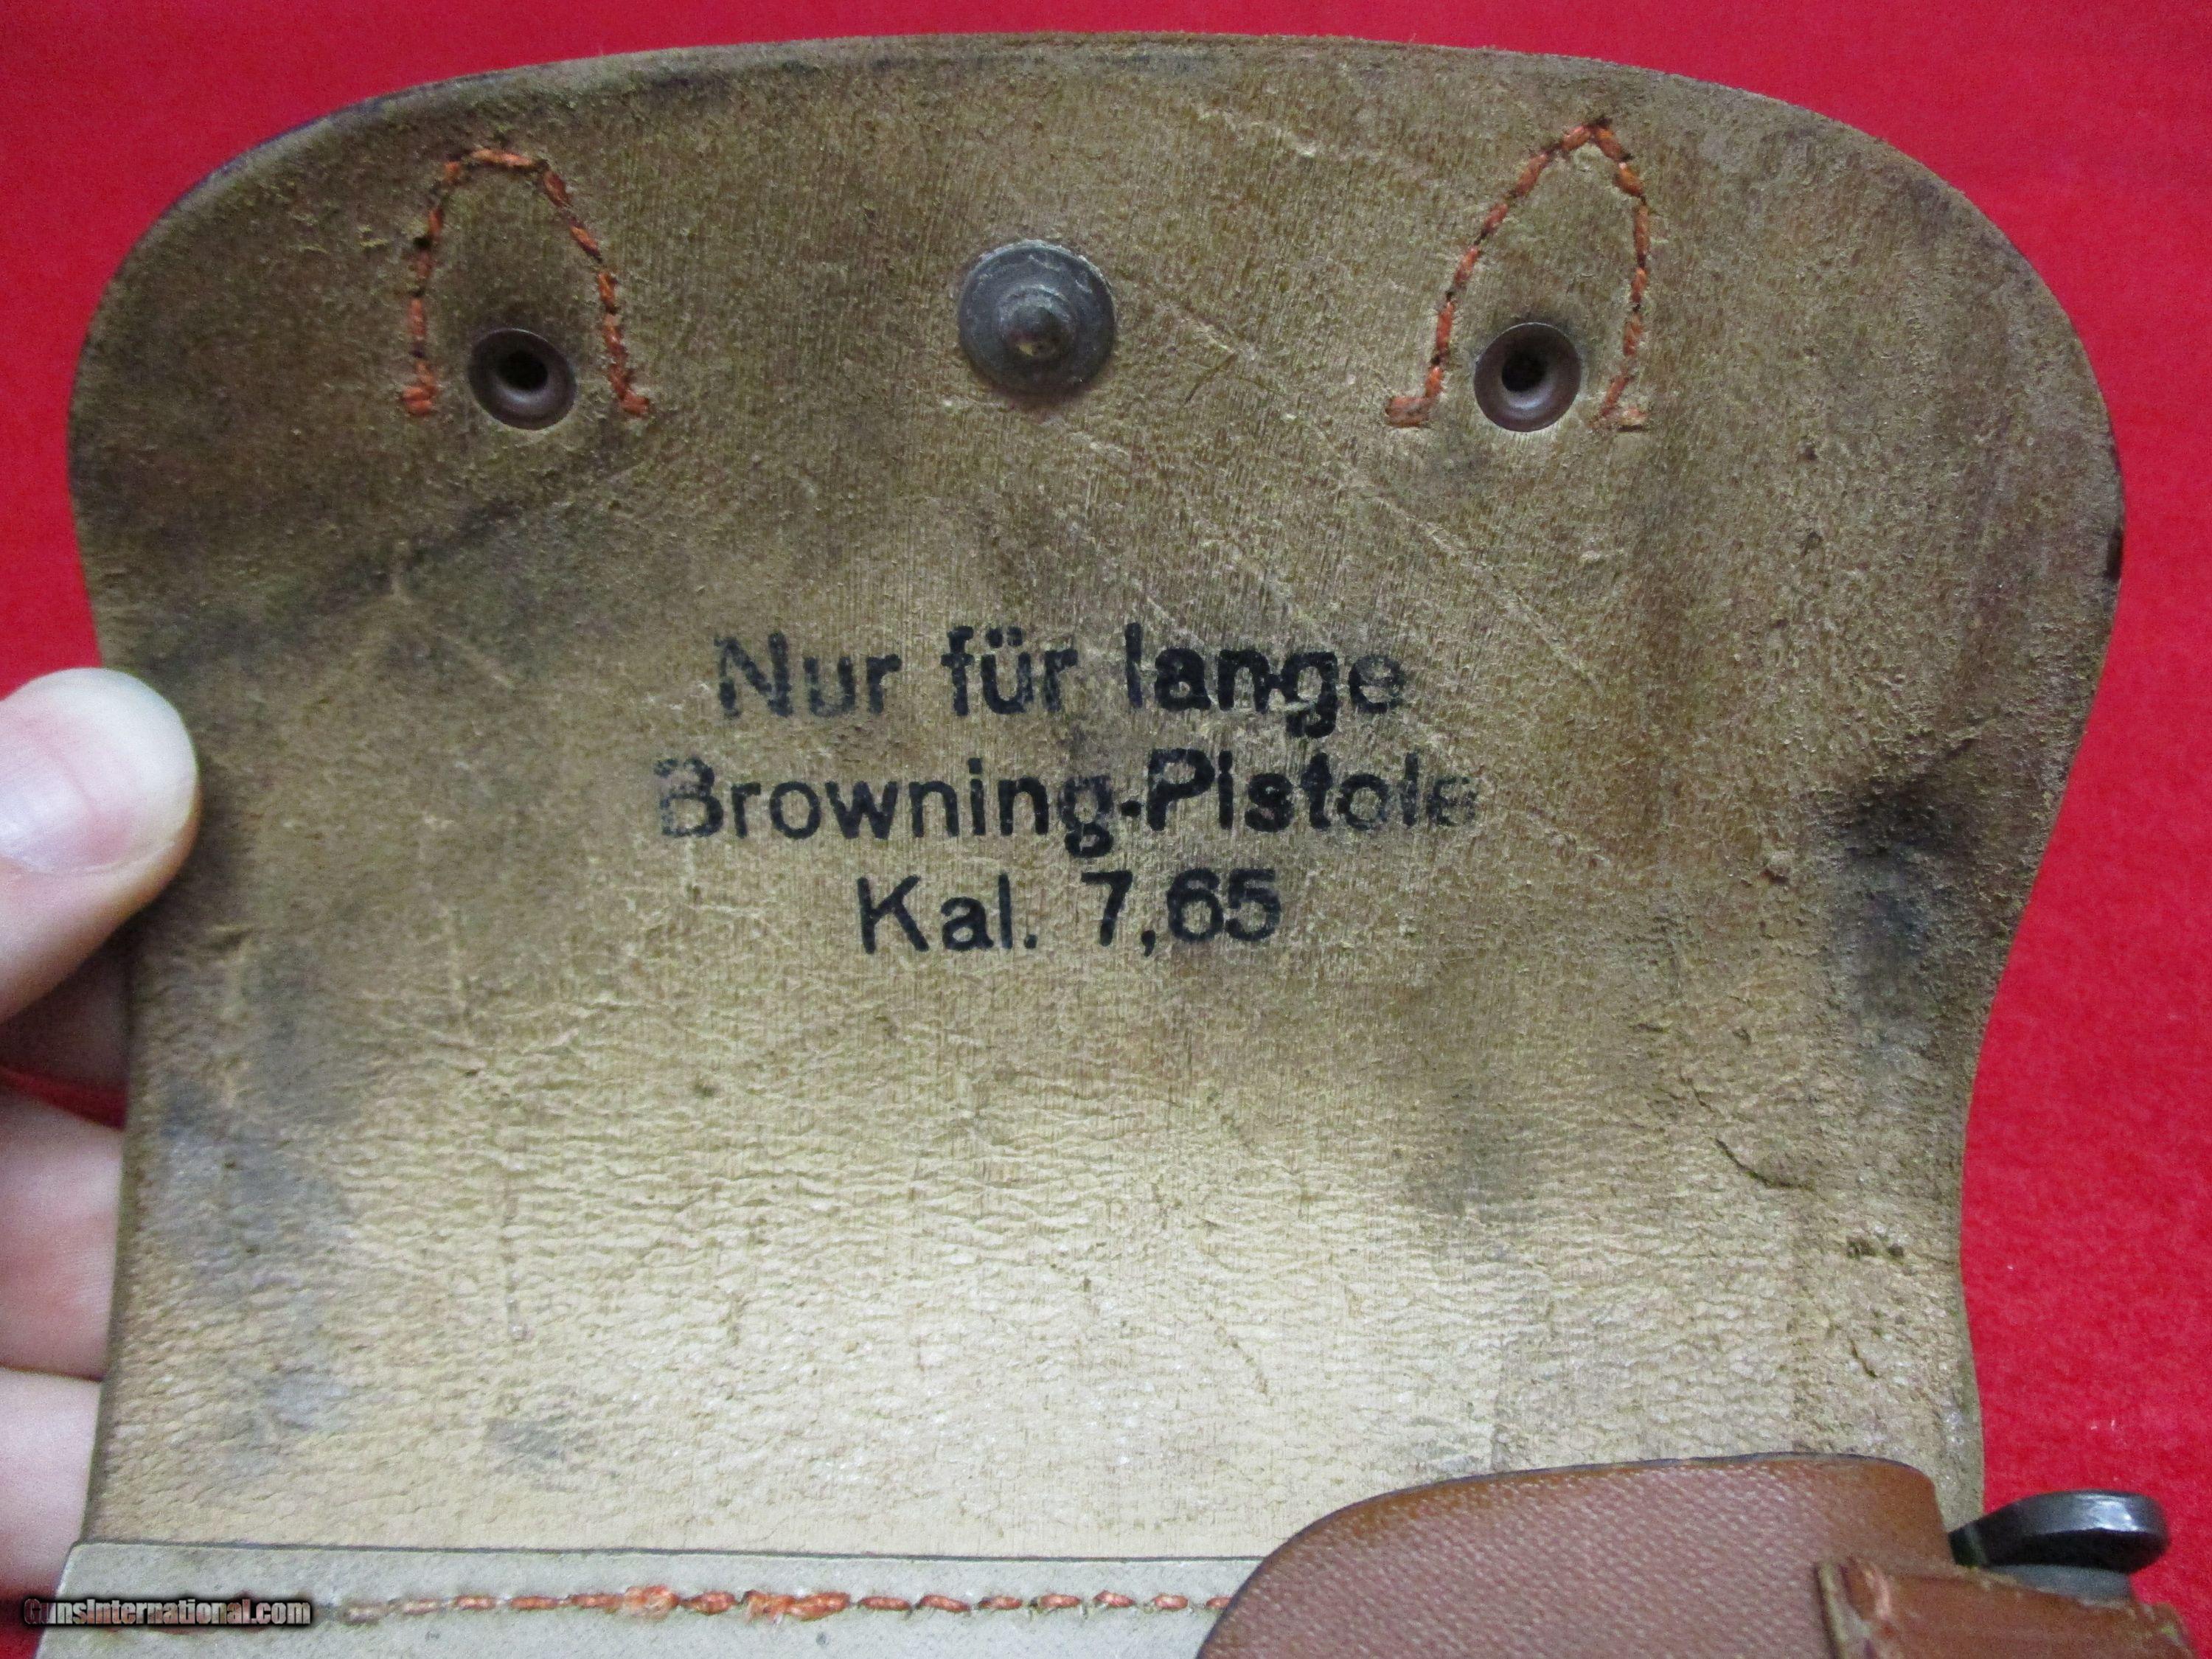 Nur für lange
Browning-Pistole
Kal. 7,65
GunsInternational.com